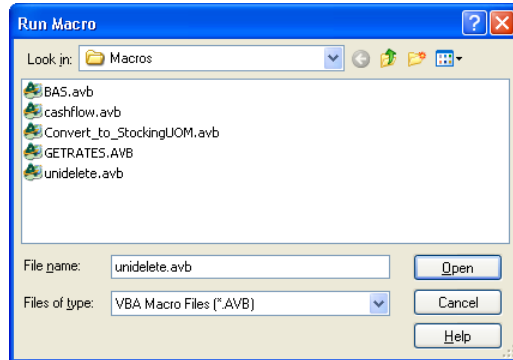 Run Macro
Look in: Macros
BAS.avb
cashflow.avb
Convert_to_StockingUOM.avb
GETRATES.AVB
unidelete.avb
File name: unidelete.avb Open
Files of type: VBA Macro Files (*.AVB) Cancel
Help